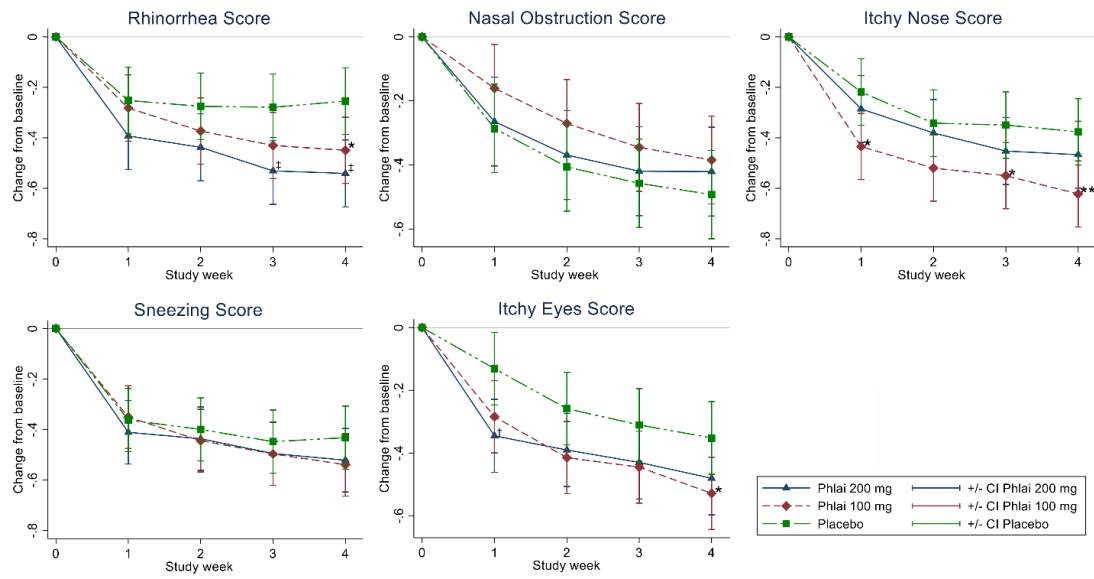 Rhinorrhea Score
Change from baseline
0
-.2
-.4
-.6
-.8
*
‡
‡
0 1 2 3 4
Study week
Nasal Obstruction Score
Change from baseline
0
-.2
-.4
-.6
0 1 2 3 4
Study week
Itchy Nose Score
Change from baseline
0
-.2
-.4
-.6
-.8
*
*
**
0 1 2 3 4
Study week
Sneezing Score
Change from baseline
0
-.2
-.4
-.6
-.8
0 1 2 3 4
Study week
Itchy Eyes Score
Change from baseline
0
-.2
-.4
-.6
†
*
0 1 2 3 4
Study week
Phlai 200 mg +/- CI Phlai 200 mg
Phlai 100 mg +/- CI Phlai 100 mg
Placebo +/- CI Placebo